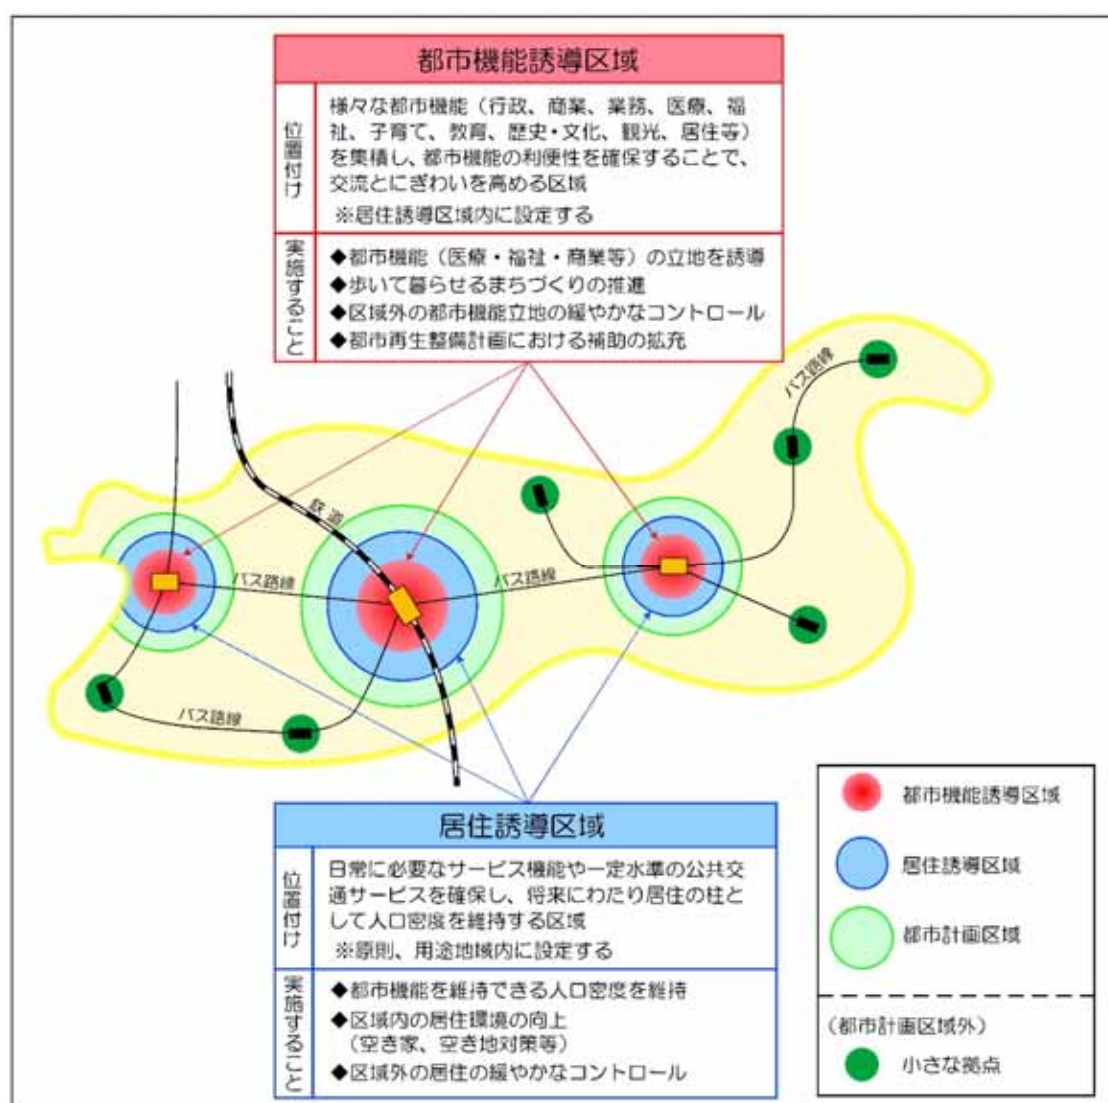 都市機能誘導区域
位置付け
様々な都市機能（行政、商業、業務、医療、福
祉、子育て、教育、歴史・文化、観光、居住等）
を集積し、都市機能の利便性を確保することで、
交流とにぎわいを高める区域
※居住誘導区域内に設定する
実施すること
◆都市機能（医療・福祉・商業等）の立地を誘導
◆歩いて暮らせるまちづくりの推進
◆区域外の都市機能立地の緩やかなコントロール
◆都市再生整備計画における補助の拡充
バス路線
鉄道
バス路線
バス路線
バス路線
居住誘導区域
位置付け
日常に必要なサービス機能や一定水準の公共交
通サービスを確保し、将来にわたり居住の柱と
して人口密度を維持する区域
※原則、用途地域内に設定する
実施すること
◆都市機能を維持できる人口密度を維持
◆区域内の居住環境の向上
（空き家、空き地対策等）
◆区域外の居住の緩やかなコントロール
都市機能誘導区域
居住誘導区域
都市計画区域
（都市計画区域外）
小さな拠点